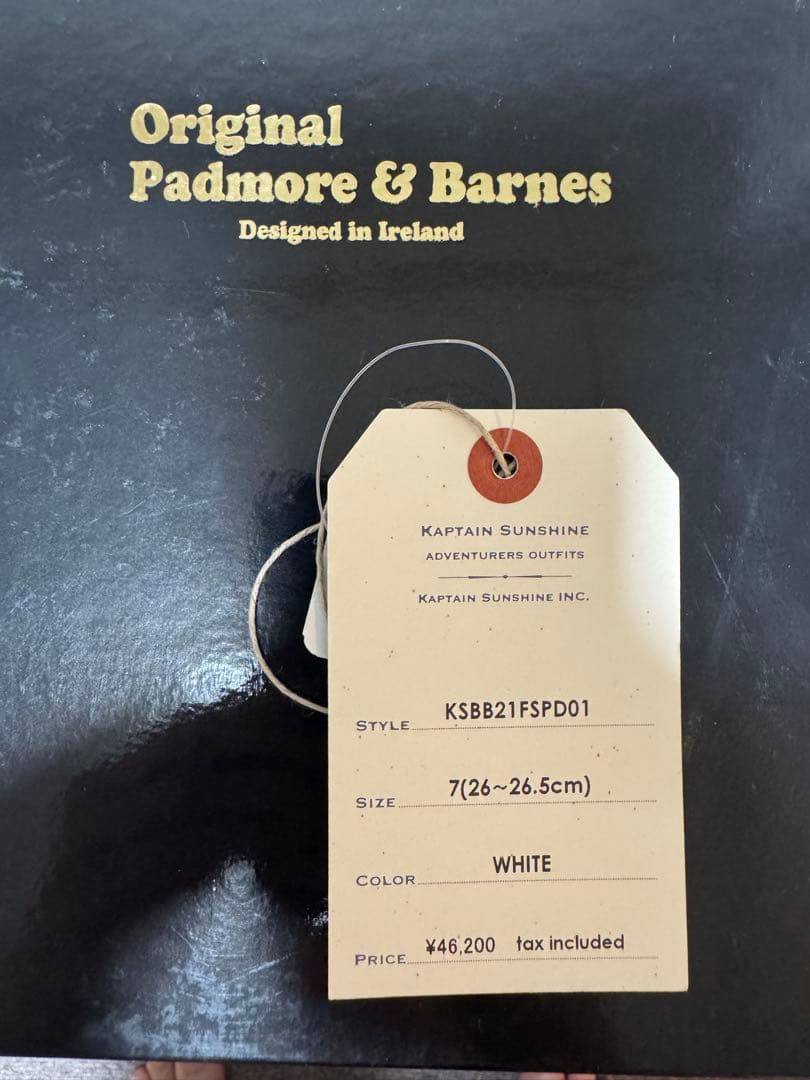 Original
Padmore & Barnes
Designed in Ireland
KAPTAIN SUNSHINE
ADVENTURERS OUTFITS
KAPTAIN SUNSHINE INC.
STYLE KSBB21FSPD01
SIZE 7(26~26.5cm)
COLOR WHITE
PRICE ¥46,200 tax included